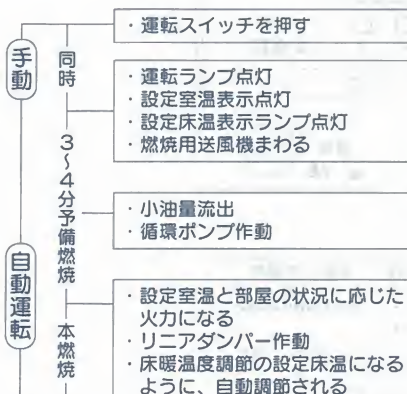 ・運転スイッチを押す
手動
同時
・運転ランプ点灯
・設定室温表示点灯
・設定床温表示ランプ点灯
・燃焼用送風機まわる
3〜4分予備燃焼
・小油量流出
・循環ポンプ作動
自動運転
本燃焼
・設定室温と部屋の状況に応じた
火力になる
・リニアダンパー作動
・床暖温度調節の設定床温になる
ように、自動調節される